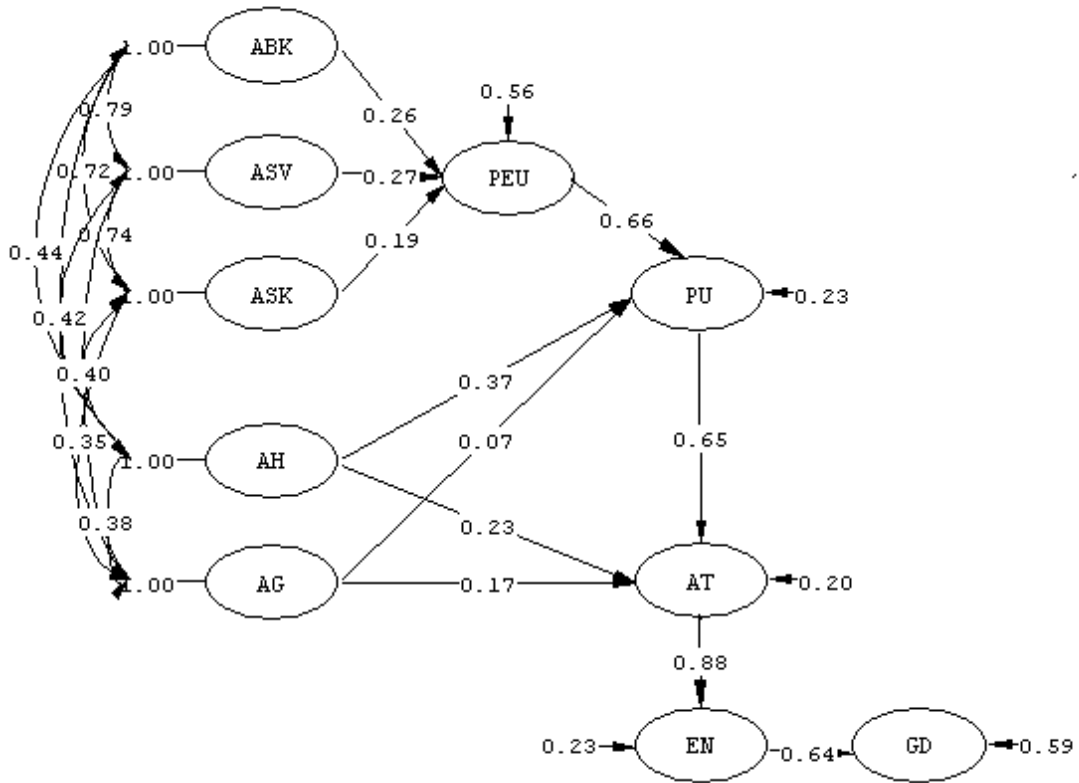 1.00 ABK
0.56
0.79 0.26
0.72 1.00 ASV 0.27 PEU
0.66
0.74 0.19
0.44
1.00 ASK PU 0.23
0.42
0.40 0.37
0.35 0.07 0.65
1.00 AH
0.38 0.23
1.00 AG 0.17 AT 0.20
0.88
0.23 EN 0.64 GD 0.59